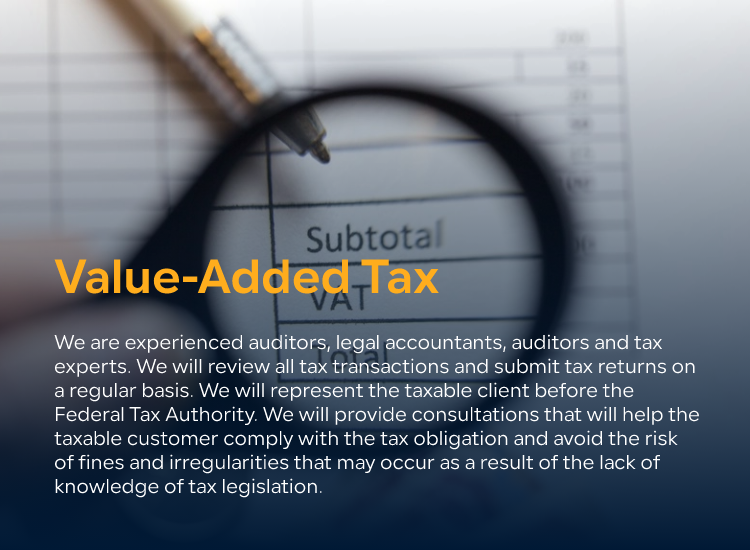 Subtotal
Value-Added Tax
VAT
We are experienced auditors, legal accountants, auditors and tax
Total
experts. We will review all tax transactions and submit tax returns on
a regular basis. We will represent the taxable client before the
Federal Tax Authority. We will provide consultations that will help the
taxable customer comply with the tax obligation and avoid the risk
of fines and irregularities that may occur as a result of the lack of
knowledge of tax legislation.